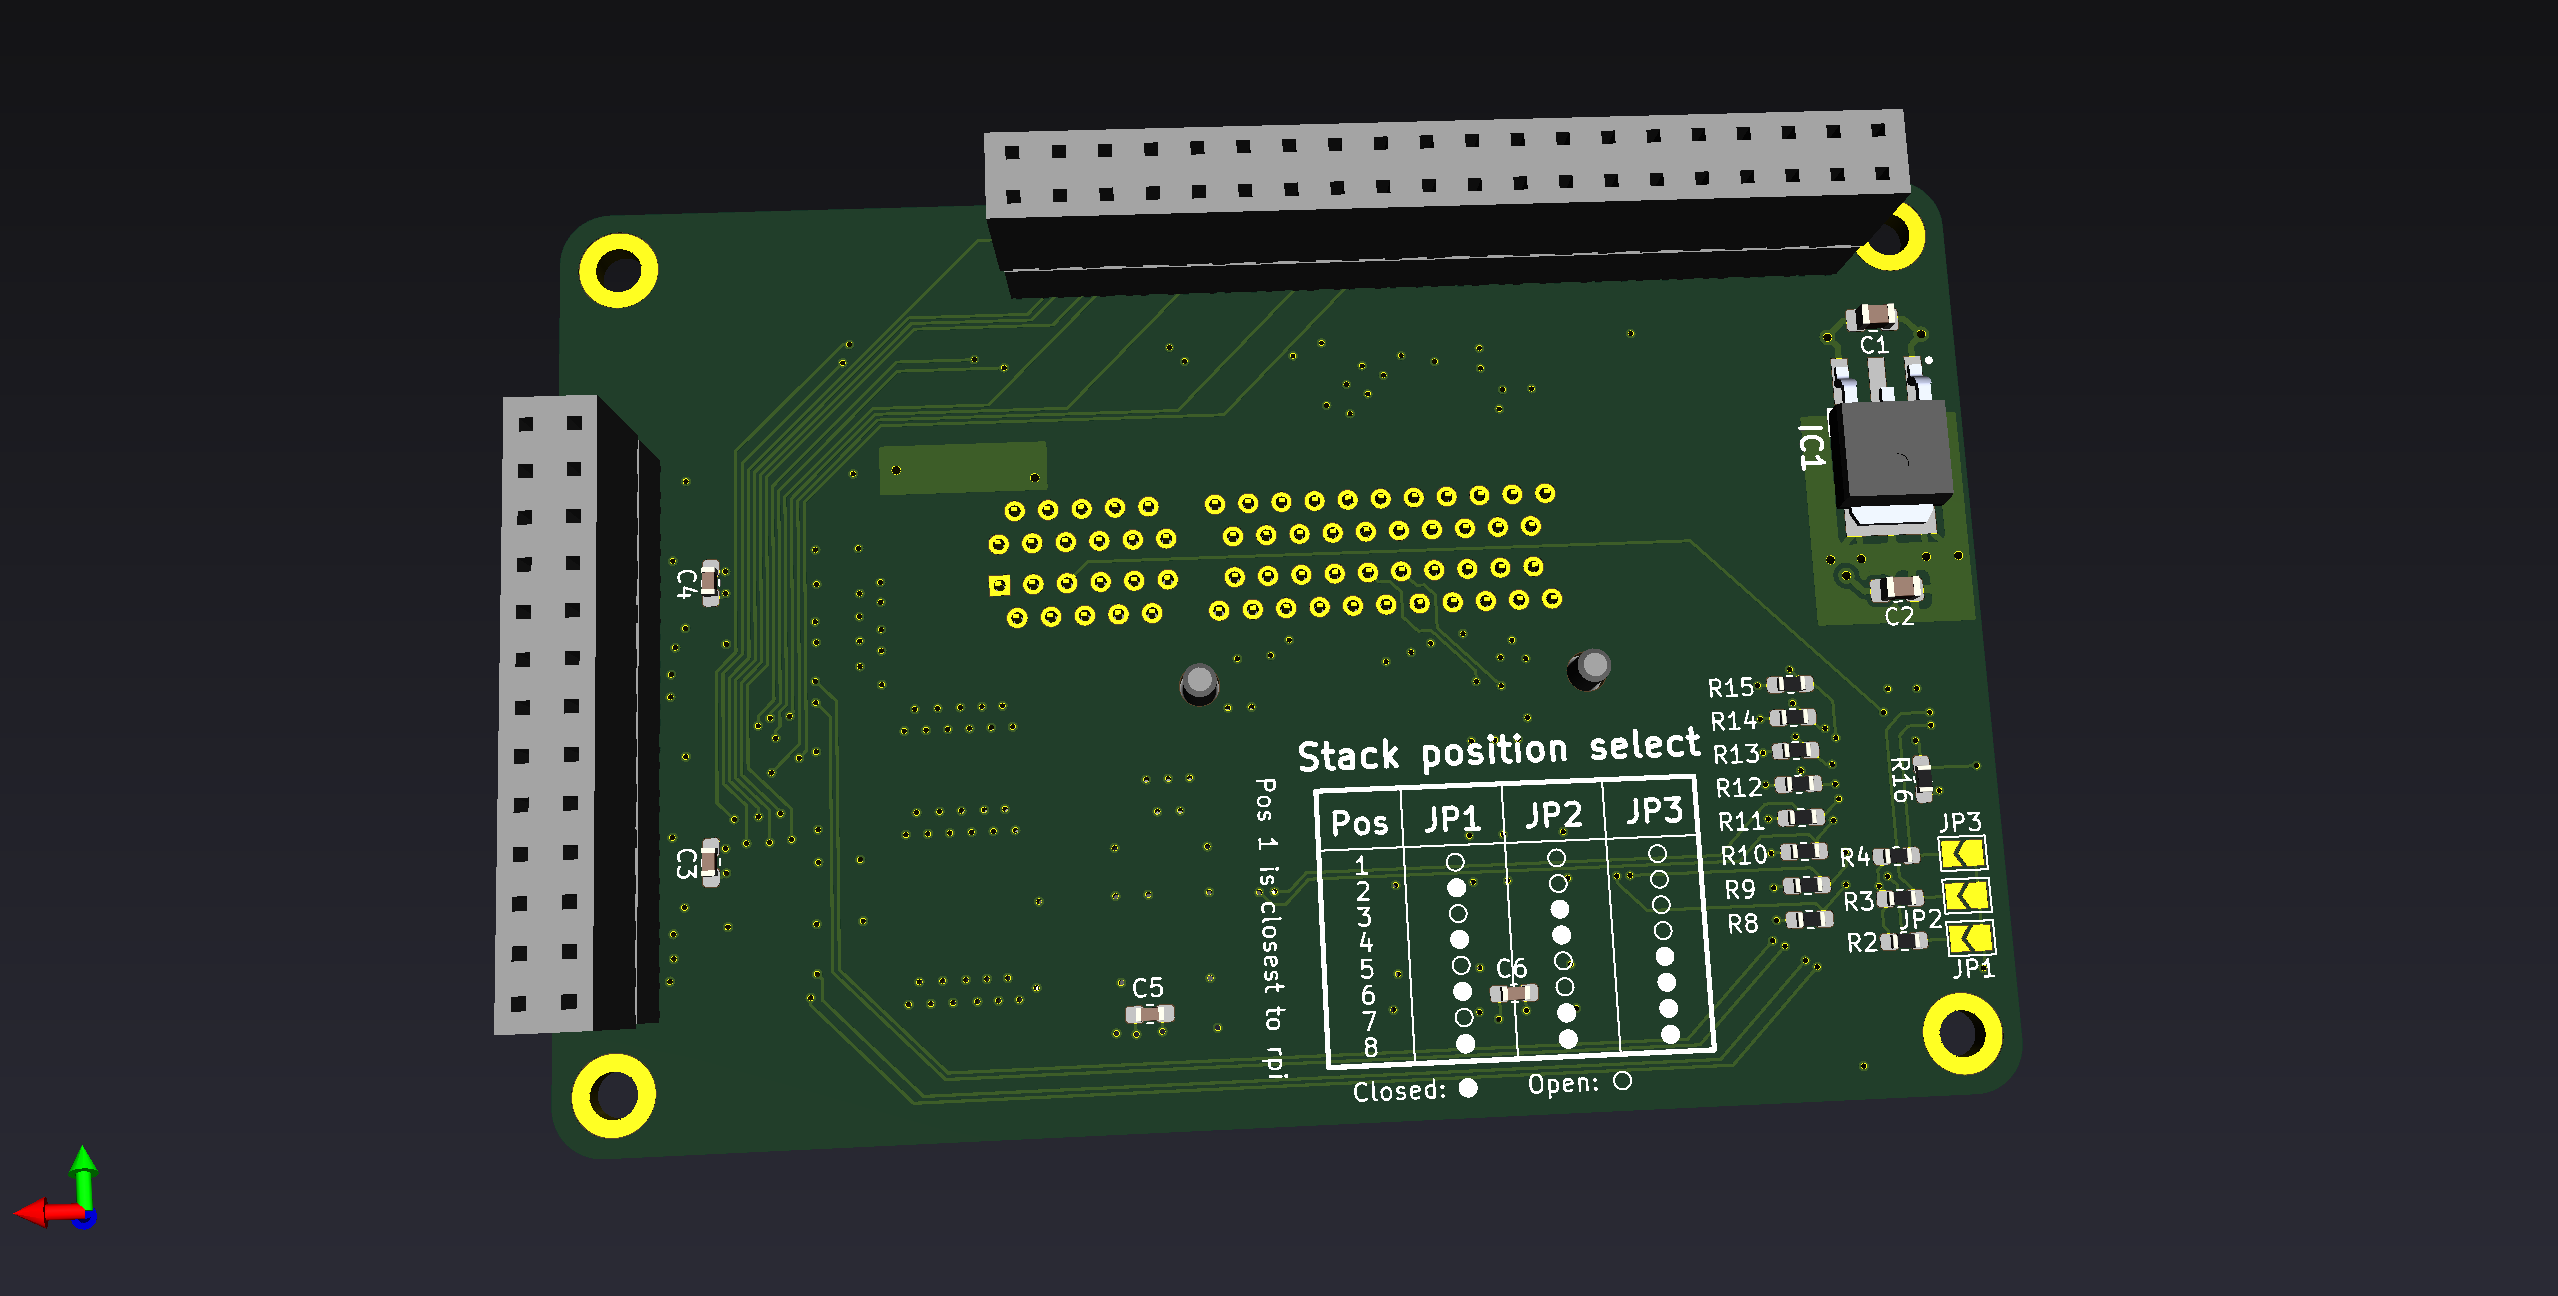 C1
IC1
C2
C4
C3
R15
R14
R13
R12
R11
R10
R9
R8
R16
JP3
R4
R3
JP2
R2
JP1
Stack position select
Pos 1 is closest to rpi
Pos JP1 JP2 JP3
1
2
3
4
5
6
7
8
C5
C6
Closed: Open: